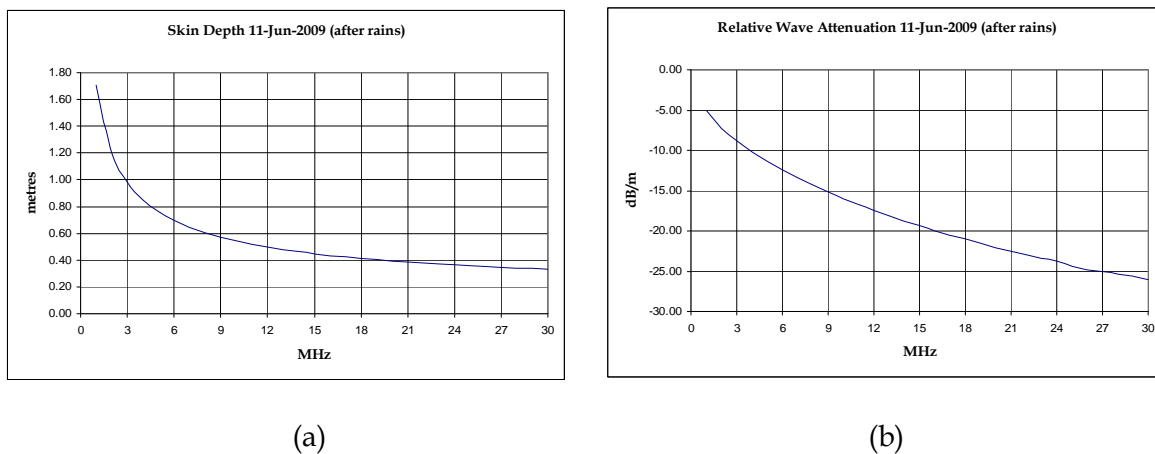 Skin Depth 11-Jun-2009 (after rains)
1.80
1.60
1.40
1.20
1.00
0.80
0.60
0.40
0.20
0.00
metres
0 3 6 9 12 15 18 21 24 27 30
MHz
(a)
Relative Wave Attenuation 11-Jun-2009 (after rains)
0.00
-5.00
-10.00
-15.00
-20.00
-25.00
-30.00
dB/m
0 3 6 9 12 15 18 21 24 27 30
MHz
(b)